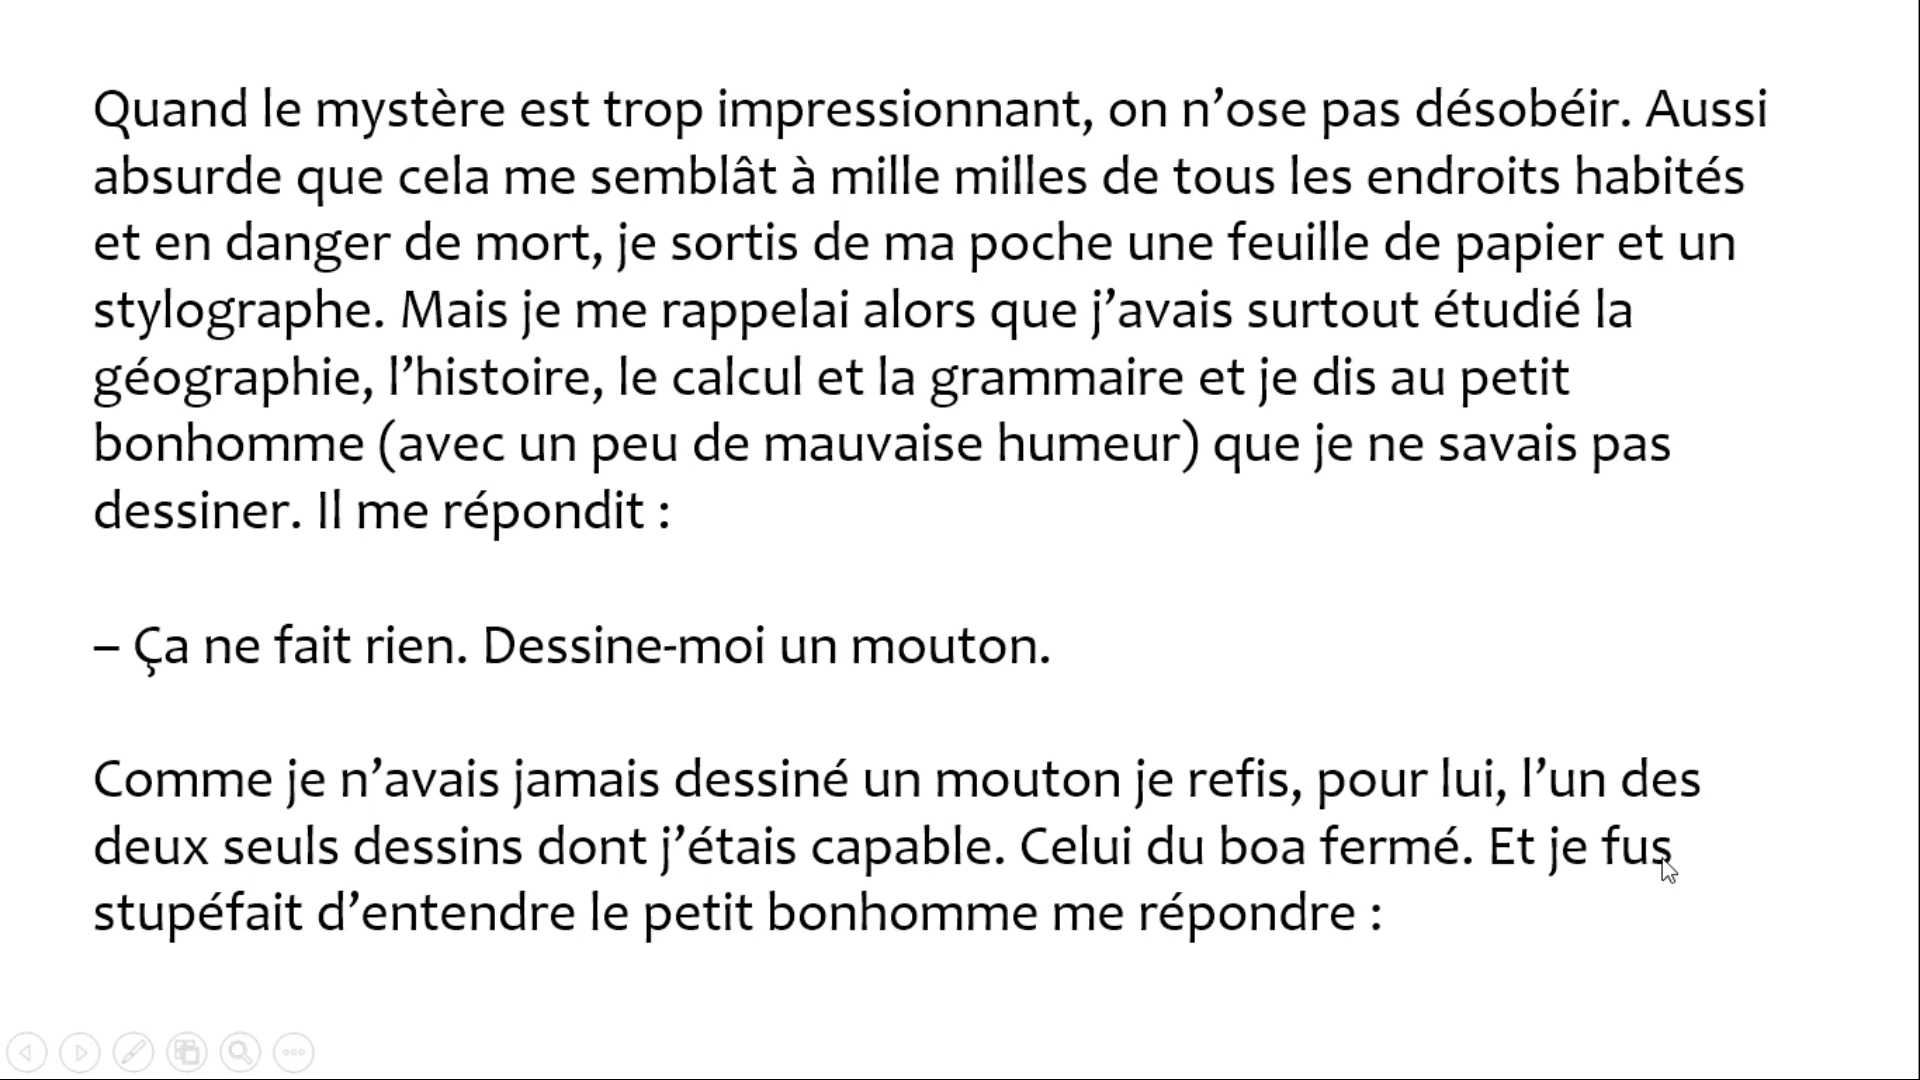 Quand le mystère est trop impressionnant, on n’ose pas désobéir. Aussi
absurde que cela me semblât à mille milles de tous les endroits habités
et en danger de mort, je sortis de ma poche une feuille de papier et un
stylographe. Mais je me rappelai alors que j’avais surtout étudié la
géographie, l’histoire, le calcul et la grammaire et je dis au petit
bonhomme (avec un peu de mauvaise humeur) que je ne savais pas
dessiner. Il me répondit :
– Ça ne fait rien. Dessine-moi un mouton.
Comme je n’avais jamais dessiné un mouton je refis, pour lui, l’un des
deux seuls dessins dont j’étais capable. Celui du boa fermé. Et je fus
stupéfait d’entendre le petit bonhomme me répondre :